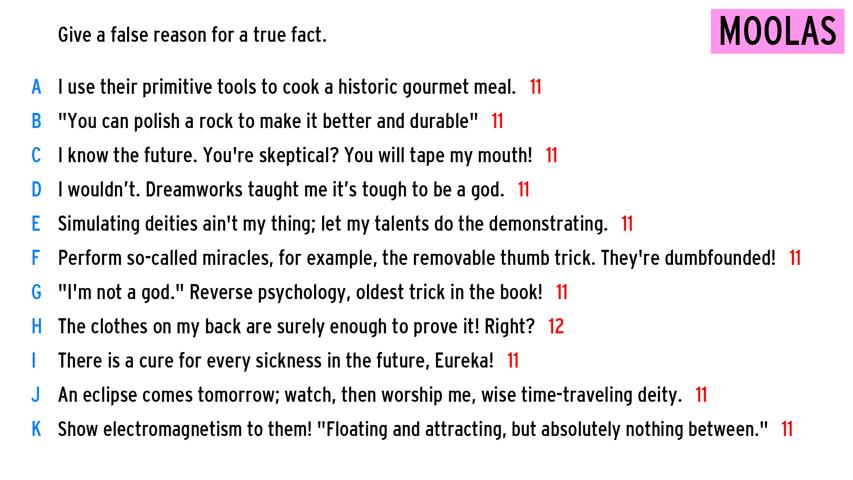 Give a false reason for a true fact.
MOOLAS
A I use their primitive tools to cook a historic gourmet meal. 11
B "You can polish a rock to make it better and durable" 11
C I know the future. You're skeptical? You will tape my mouth! 11
D I wouldn’t. Dreamworks taught me it’s tough to be a god. 11
E Simulating deities ain't my thing; let my talents do the demonstrating. 11
F Perform so-called miracles, for example, the removable thumb trick. They're dumbfounded! 11
G "I'm not a god." Reverse psychology, oldest trick in the book! 11
H The clothes on my back are surely enough to prove it! Right? 12
I There is a cure for every sickness in the future, Eureka! 11
J An eclipse comes tomorrow; watch, then worship me, wise time-traveling deity. 11
K Show electromagnetism to them! "Floating and attracting, but absolutely nothing between." 11